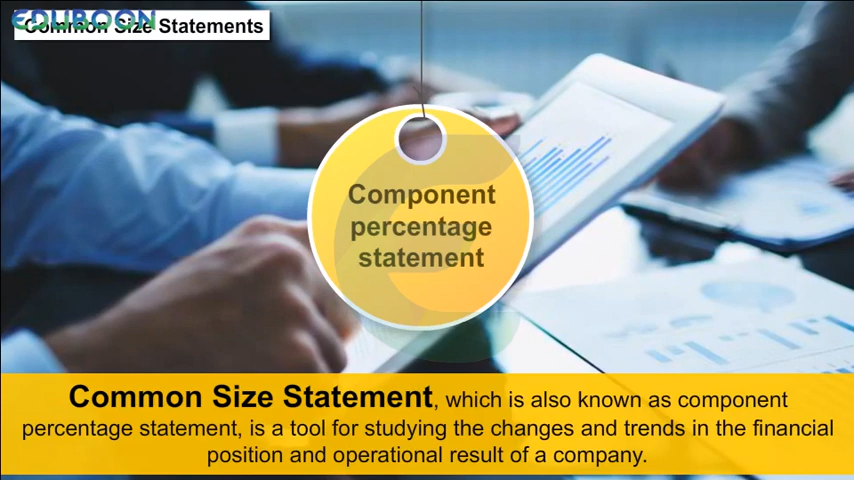 EDUBOON
Common Size Statements
Component
percentage
statement
Common Size Statement, which is also known as component
percentage statement, is a tool for studying the changes and trends in the financial
position and operational result of a company.